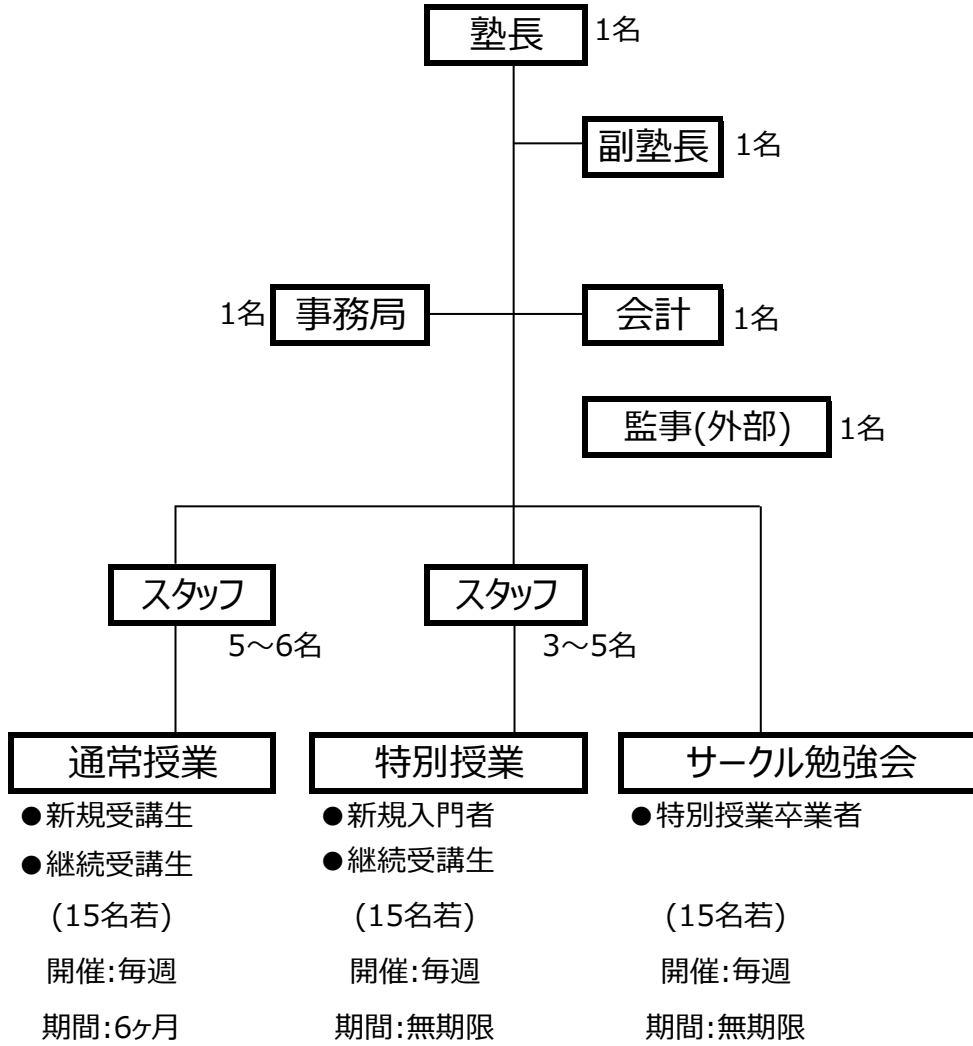 塾長 1名
副塾長 1名
1名 事務局 会計 1名
監事(外部) 1名
スタッフ スタッフ
5～6名 3～5名
通常授業 特別授業 サークル勉強会
●新規受講生 ●新規入門者 ●特別授業卒業者
●継続受講生 ●継続受講生
(15名若) (15名若) (15名若)
開催:毎週 開催:毎週 開催:毎週
期間:6ヶ月 期間:無期限 期間:無期限